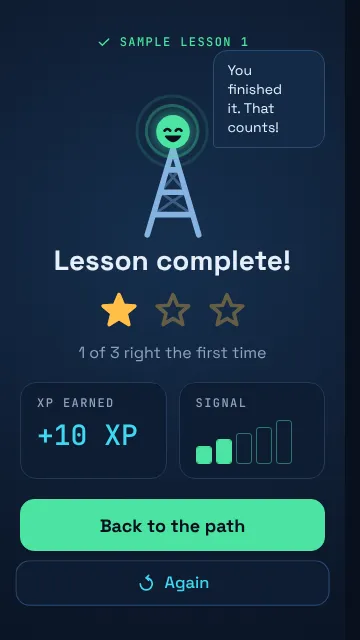 SAMPLE LESSON 1
You
finished
it. That
counts!
Lesson complete!
1 of 3 right the first time
XP EARNED
+10 XP
SIGNAL
Back to the path
Again